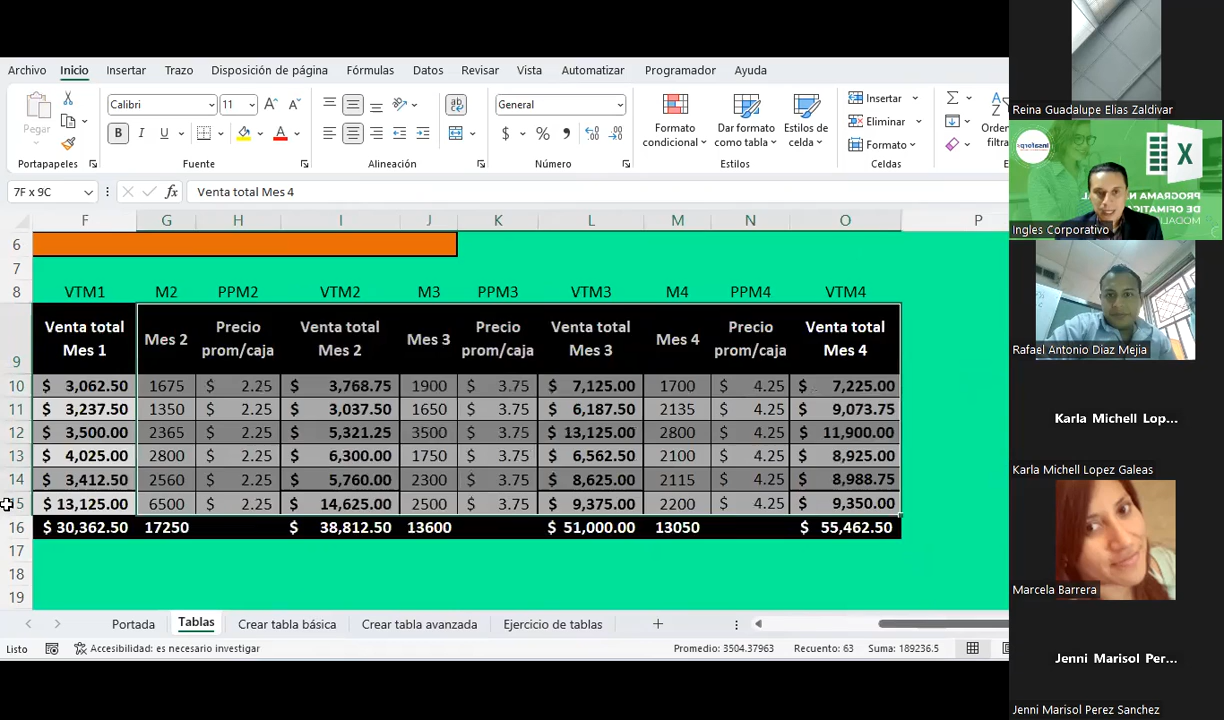 Archivo Inicio Insertar Trazo Disposición de página Fórmulas Datos Revisar Vista Automatizar Programador Ayuda
Pegar
Portapapeles
Calibri 11
Fuente
Alineación
General
Número
Formato condicional
Dar formato como tabla
Estilos de celda
Estilos
Insertar
Eliminar
Formato
Celdas
7F x 9C fx Venta total Mes 4
F G H I J K L M N O P
6
7
8 VTM1 M2 PPM2 VTM2 M3 PPM3 VTM3 M4 PPM4 VTM4
9 Venta total Mes 1 Mes 2 Precio prom/caja Venta total Mes 2 Mes 3 Precio prom/caja Venta total Mes 3 Mes 4 Precio prom/caja Venta total Mes 4
10 $ 3,062.50 1675 $ 2.25 $ 3,768.75 1900 $ 3.75 $ 7,125.00 1700 $ 4.25 $ 7,225.00
11 $ 3,237.50 1350 $ 2.25 $ 3,037.50 1650 $ 3.75 $ 6,187.50 2135 $ 4.25 $ 9,073.75
12 $ 3,500.00 2365 $ 2.25 $ 5,321.25 3500 $ 3.75 $ 13,125.00 2800 $ 4.25 $ 11,900.00
13 $ 4,025.00 2800 $ 2.25 $ 6,300.00 1750 $ 3.75 $ 6,562.50 2100 $ 4.25 $ 8,925.00
14 $ 3,412.50 2560 $ 2.25 $ 5,760.00 2300 $ 3.75 $ 8,625.00 2115 $ 4.25 $ 8,988.75
5 $ 13,125.00 6500 $ 2.25 $ 14,625.00 2500 $ 3.75 $ 9,375.00 2200 $ 4.25 $ 9,350.00
16 $ 30,362.50 17250 $ 38,812.50 13600 $ 51,000.00 13050 $ 55,462.50
17
18
19
Portada Tablas Crear tabla básica Crear tabla avanzada Ejercicio de tablas
Listo Accesibilidad: es necesario investigar Promedio: 3504.37963 Recuento: 63 Suma: 189236.5
Reina Guadalupe Elías Zaldivar
PROGRAMA N
DE OFIMATICO
Ingles Corporativo
Rafael Antonio Diaz Mejia
Karla Michell Lop...
Karla Michell Lopez Galeas
Marcela Barrera
Jenni Marisol Per...
Jenni Marisol Perez Sanchez